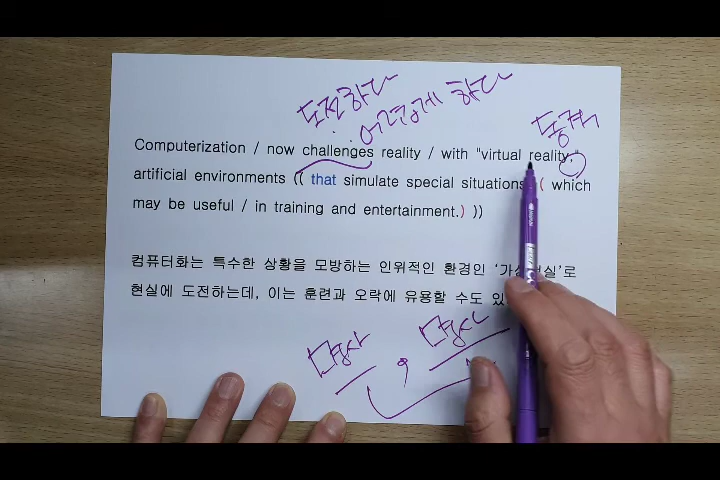 도전하다
어렵게 하다
동격
Computerization / now challenges reality / with "virtual reality,"
artificial environments (( that simulate special situations ( which
may be useful / in training and entertainment.) ))
컴퓨터화는 특수한 상황을 모방하는 인위적인 환경인 '가상 현실'로
현실에 도전하는데, 이는 훈련과 오락에 유용할 수도
명사 , 명사